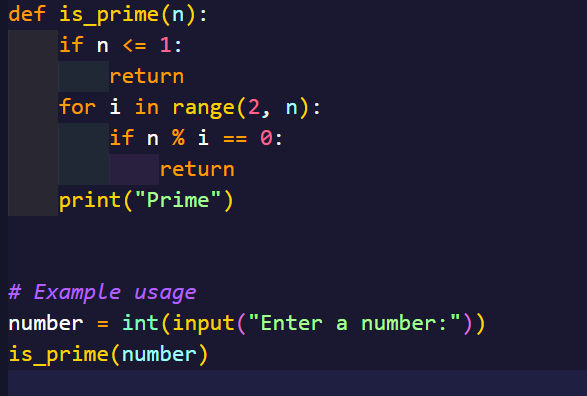 def is_prime(n):
    if n <= 1:
        return
    for i in range(2, n):
        if n % i == 0:
            return
    print("Prime")
# Example usage
number = int(input("Enter a number:"))
is_prime(number)